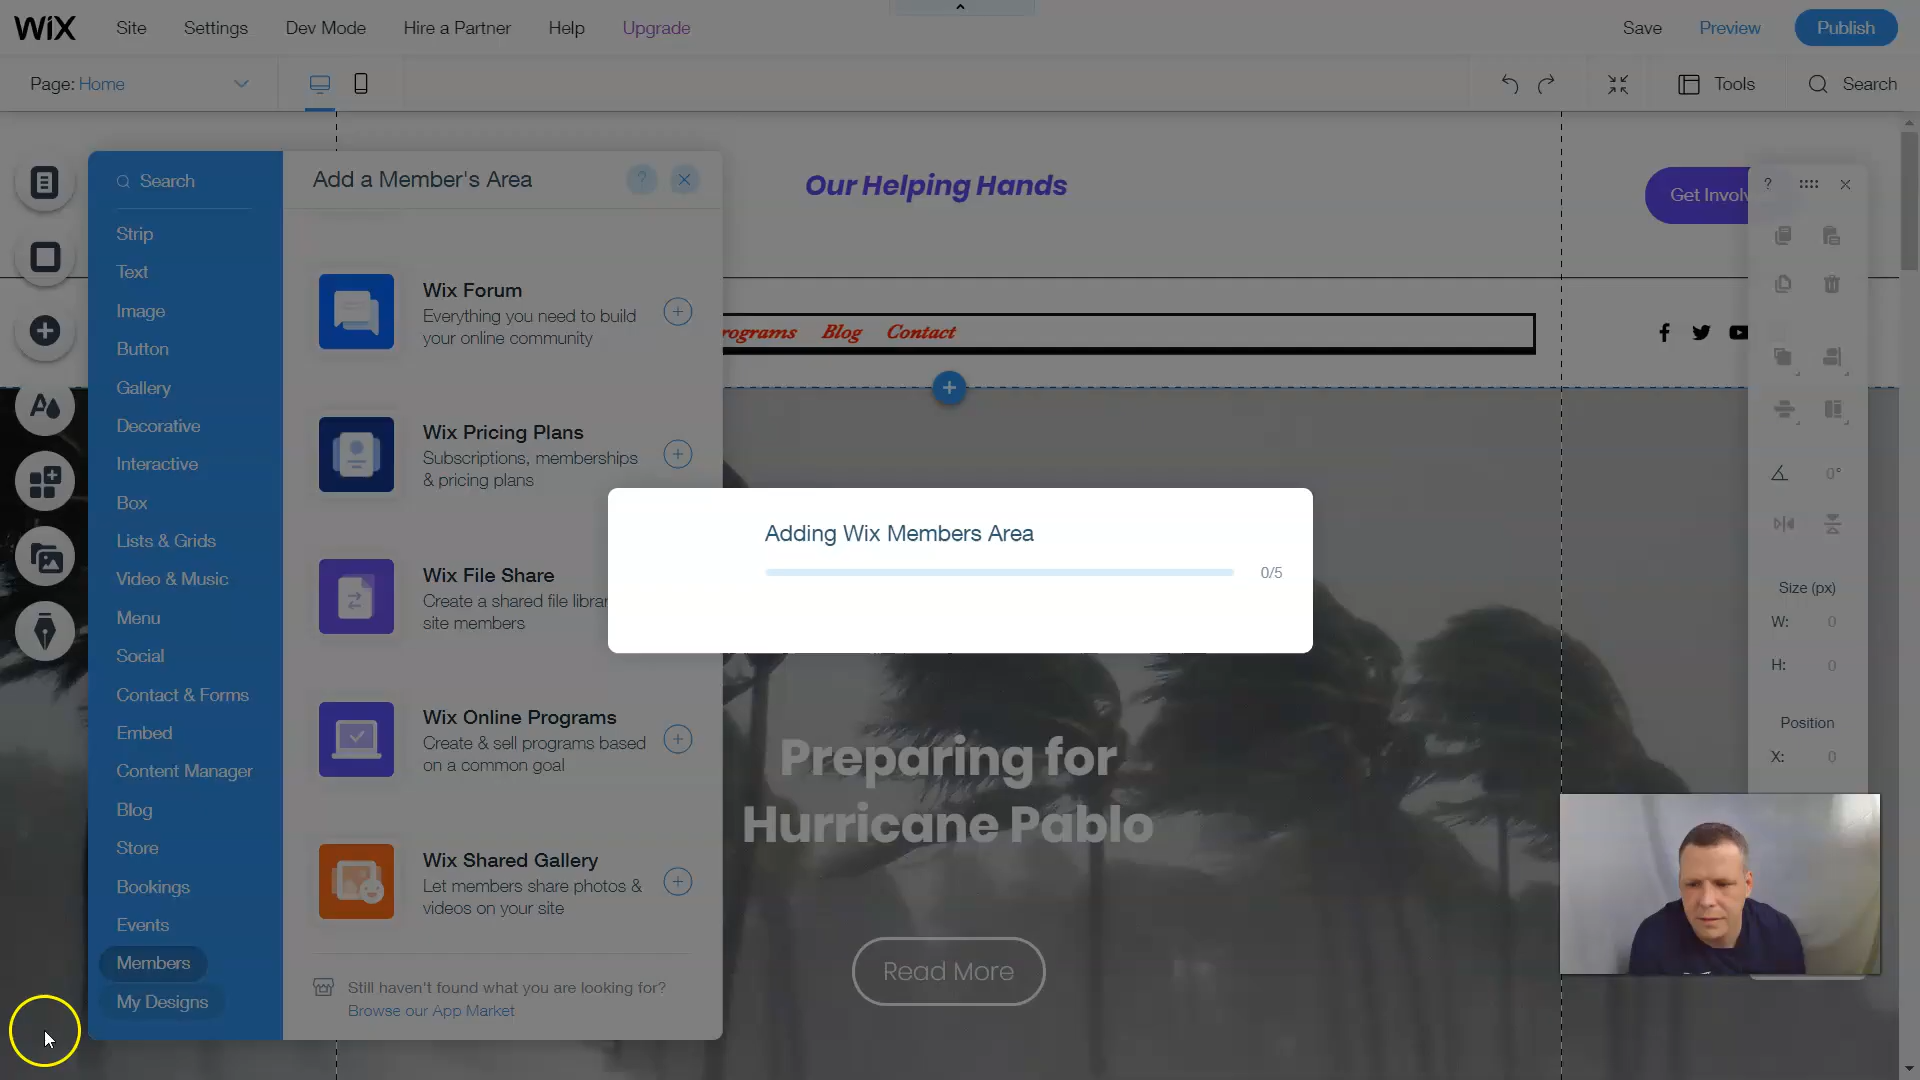 WiX Site Settings Dev Mode Hire a Partner Help Upgrade Save Preview Publish
Page: Home Tools Search
Search
Strip
Text
Image
Button
Gallery
Decorative
Interactive
Box
Lists & Grids
Video & Music
Menu
Social
Contact & Forms
Embed
Content Manager
Blog
Store
Bookings
Events
Members
My Designs
Add a Member's Area ?
Wix Forum
Everything you need to build
your online community
Wix Pricing Plans
Subscriptions, memberships
& pricing plans
Wix File Share
Create a shared file librar
site members
Wix Online Programs
Create & sell programs based
on a common goal
Wix Shared Gallery
Let members share photos &
videos on your site
Still haven't found what you are looking for?
Browse our App Market
Our Helping Hands
Get Involv
rograms Blog Contact
Adding Wix Members Area
0/5
Preparing for
Hurricane Pablo
Read More
?
0°
Size (px)
W: 0
H: 0
Position
X: 0